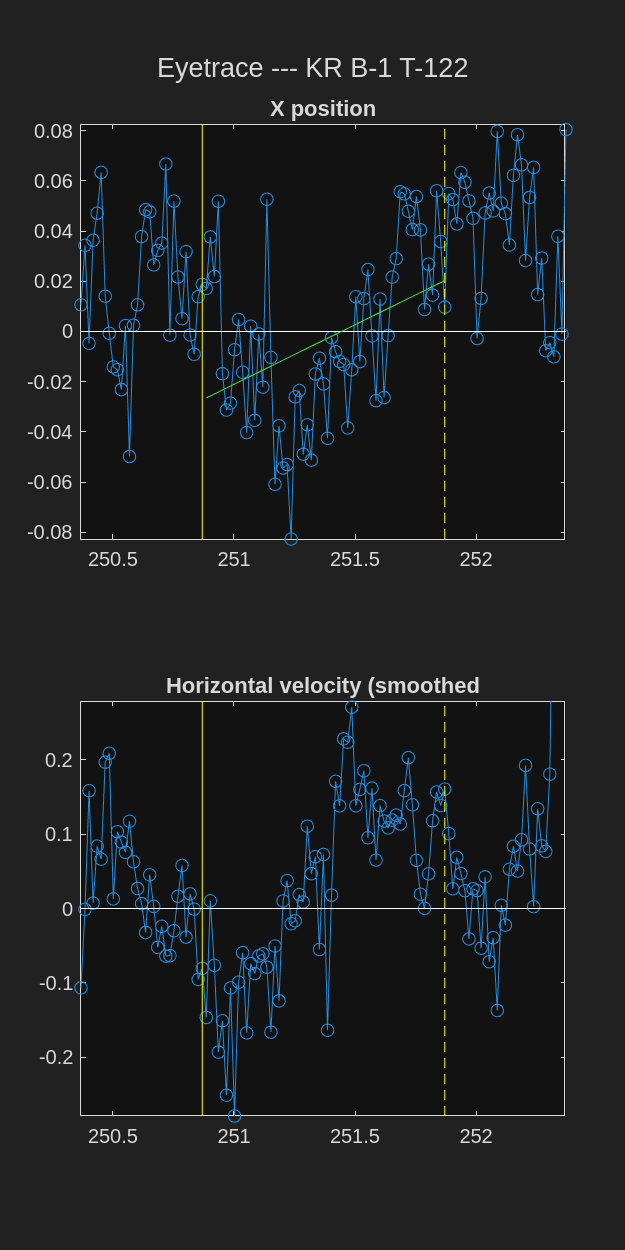 Eyetrace --- KR B-1 T-122
X position
0.08
0.06
0.04
0.02
0
-0.02
-0.04
-0.06
-0.08
250.5 251 251.5 252
Horizontal velocity (smoothed
0.2
0.1
0
-0.1
-0.2
250.5 251 251.5 252